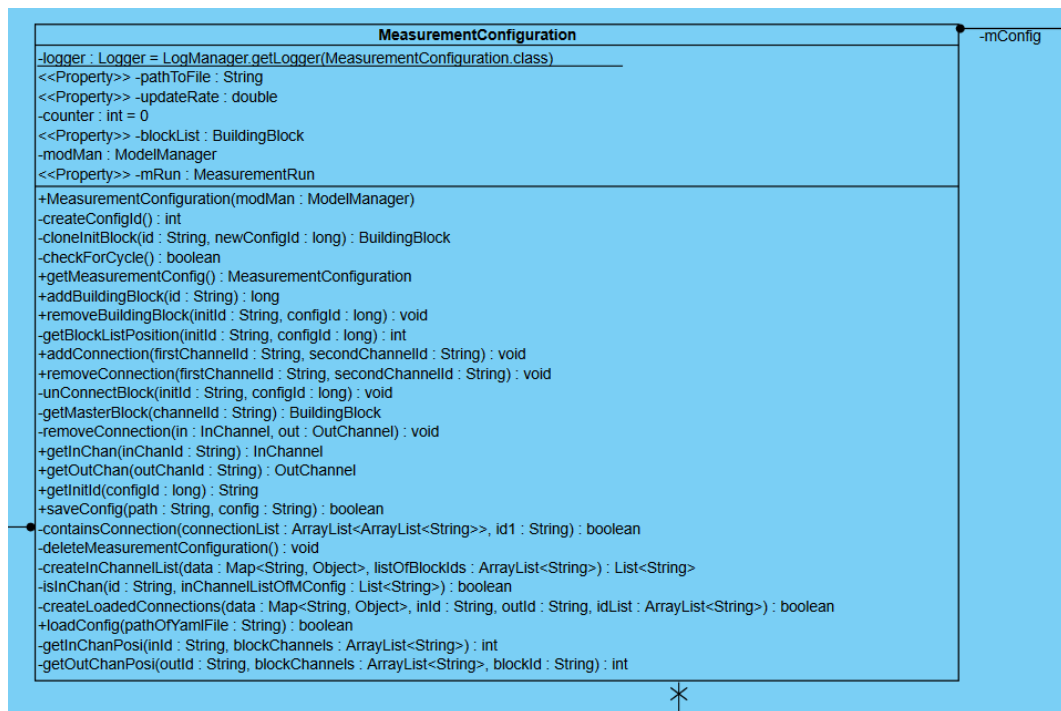 MeasurementConfiguration
-mConfig
-logger : Logger = LogManager.getLogger(MeasurementConfiguration.class)
<<Property>> -pathToFile : String
<<Property>> -updateRate : double
-counter : int = 0
<<Property>> -blockList : BuildingBlock
-modMan : ModelManager
<<Property>> -mRun : MeasurementRun
+MeasurementConfiguration(modMan : ModelManager)
-createConfigId() : int
-cloneInitBlock(id : String, newConfigId : long) : BuildingBlock
-checkForCycle() : boolean
+getMeasurementConfig() : MeasurementConfiguration
+addBuildingBlock(id : String) : long
+removeBuildingBlock(initId : String, configId : long) : void
-getBlockListPosition(initId : String, configId : long) : int
+addConnection(firstChannelId : String, secondChannelId : String) : void
+removeConnection(firstChannelId : String, secondChannelId : String) : void
-unConnectBlock(initId : String, configId : long) : void
-getMasterBlock(channelId : String) : BuildingBlock
-removeConnection(in : InChannel, out : OutChannel) : void
+getInChan(inChanId : String) : InChannel
+getOutChan(outChanId : String) : OutChannel
+getInitId(configId : long) : String
+saveConfig(path : String, config : String) : boolean
-containsConnection(connectionList : ArrayList<ArrayList<String>>, id1 : String) : boolean
-deleteMeasurementConfiguration() : void
-createInChannelList(data : Map<String, Object>, listOfBlockIds : ArrayList<String>) : List<String>
-isInChan(id : String, inChannelListOfMConfig : List<String>) : boolean
-createLoadedConnections(data : Map<String, Object>, inId : String, outId : String, idList : ArrayList<String>) : boolean
+loadConfig(pathOfYamlFile : String) : boolean
-getInChanPosi(inId : String, blockChannels : ArrayList<String>) : int
-getOutChanPosi(outId : String, blockChannels : ArrayList<String>, blockId : String) : int